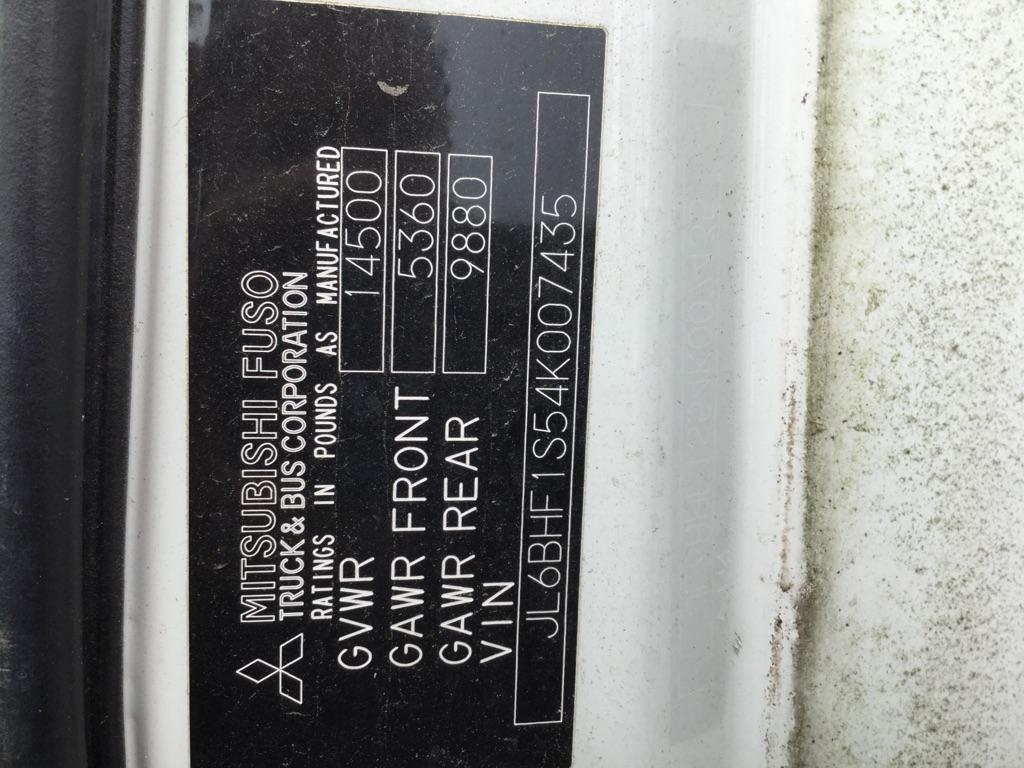 MITSUBISHI FUSO
TRUCK & BUS CORPORATION
RATINGS IN POUNDS AS MANUFACTURED
GVWR 14500
GAWR FRONT 5360
GAWR REAR 9880
VIN
JL6BHF1S54K007435